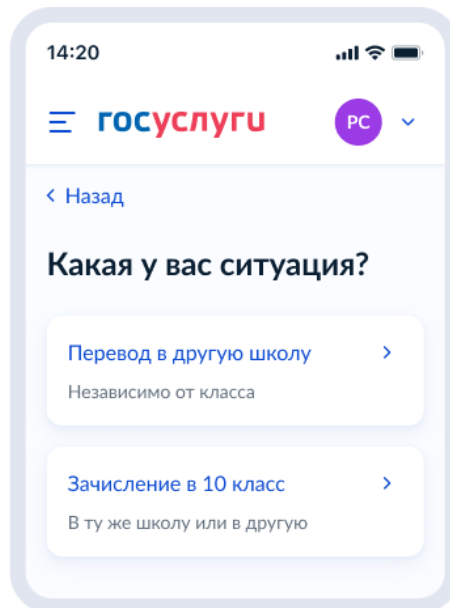 14:20
госуслуги
РС
Назад
Какая у вас ситуация?
Перевод в другую школу
Независимо от класса
Зачисление в 10 класс
В ту же школу или в другую